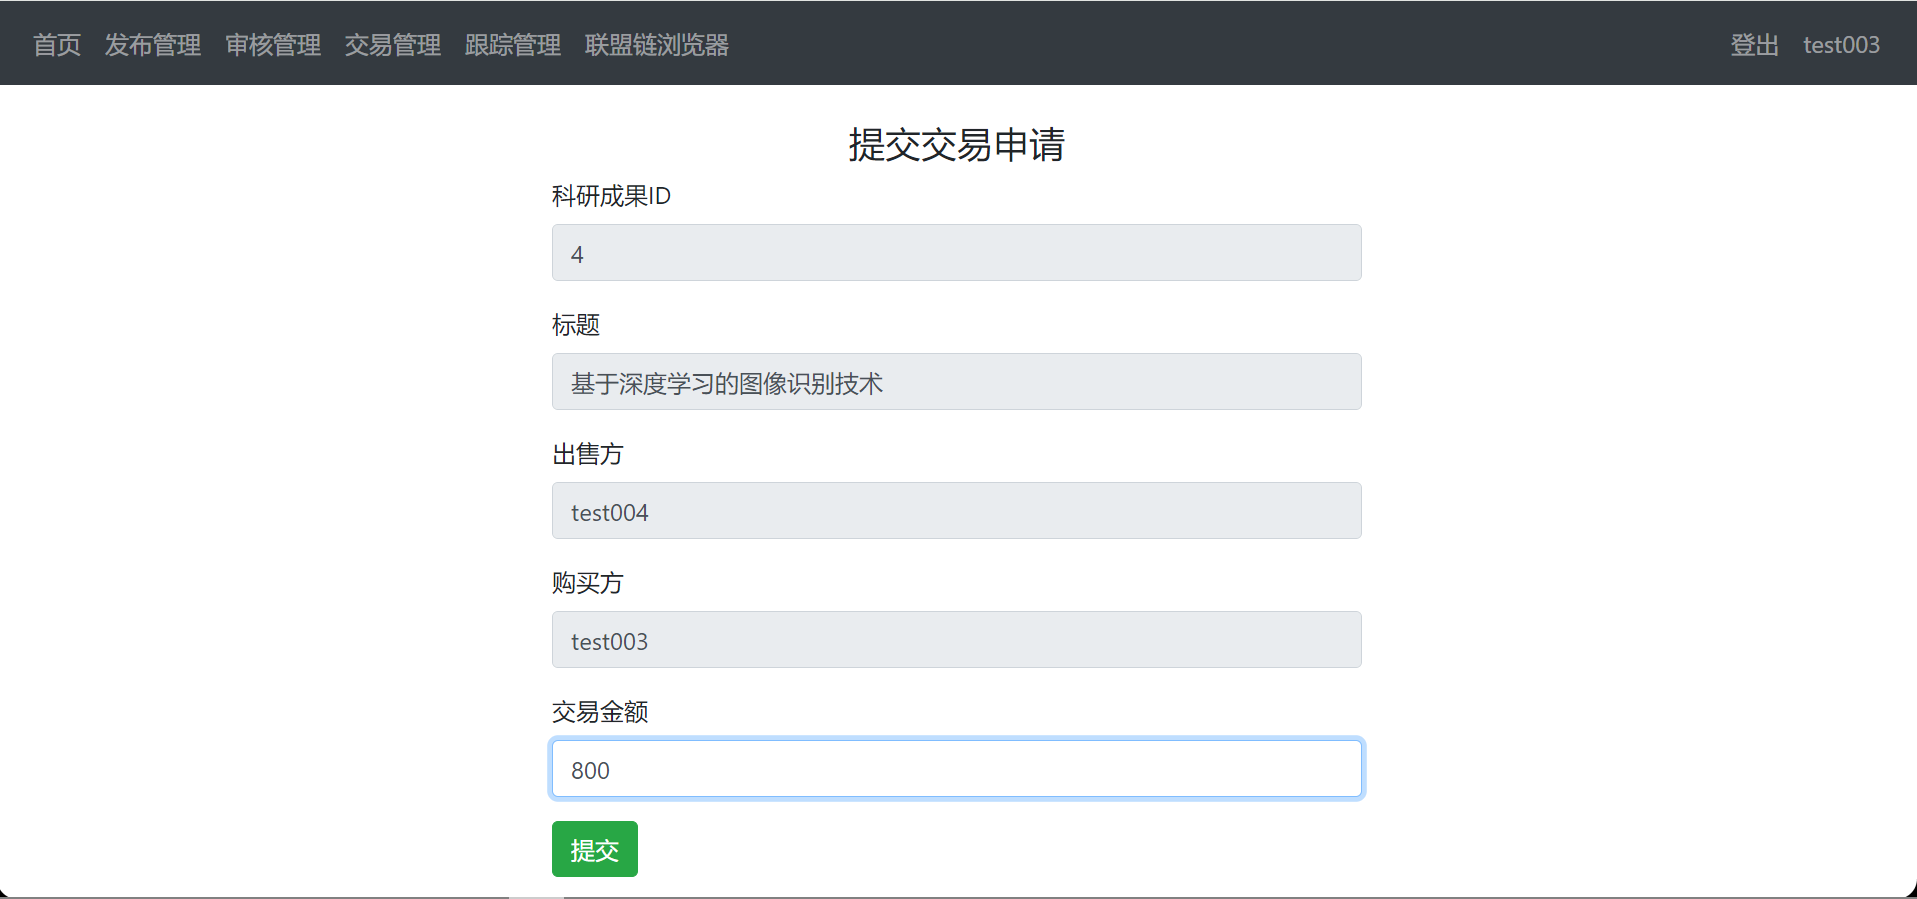 首页 发布管理 审核管理 交易管理 跟踪管理 联盟链浏览器 登出 test003
提交交易申请
科研成果ID
4
标题
基于深度学习的图像识别技术
出售方
test004
购买方
test003
交易金额
800
提交